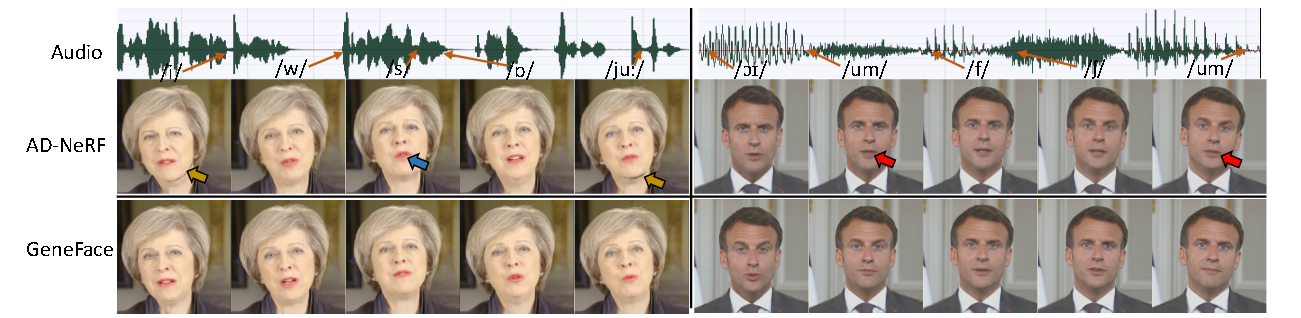 Audio
/i/
/w/
/s/
/p/
/ju:/
/ɔɪ/
/um/
/f/
/ʃ/
/um/
AD-NeRF
GeneFace